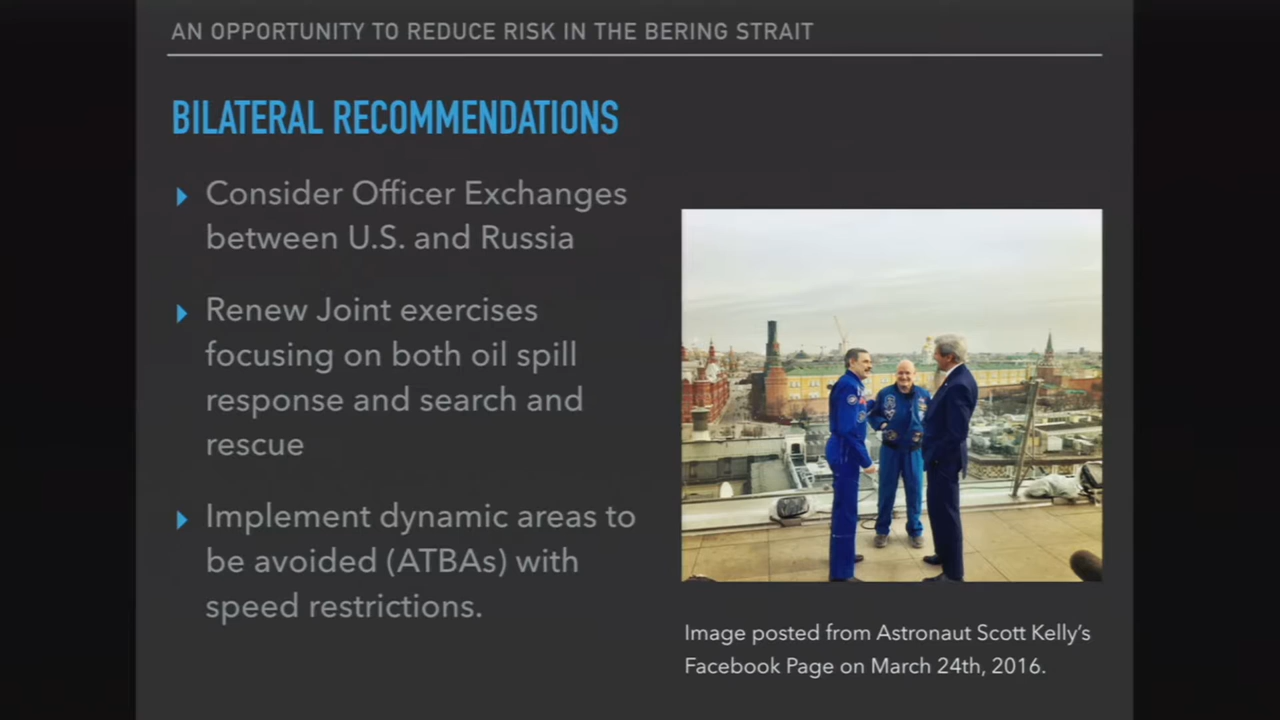 AN OPPORTUNITY TO REDUCE RISK IN THE BERING STRAIT
BILATERAL RECOMMENDATIONS
Consider Officer Exchanges
between U.S. and Russia
Renew Joint exercises
focusing on both oil spill
response and search and
rescue
Implement dynamic areas to
be avoided (ATBAs) with
speed restrictions.
Image posted from Astronaut Scott Kelly's
Facebook Page on March 24th, 2016.